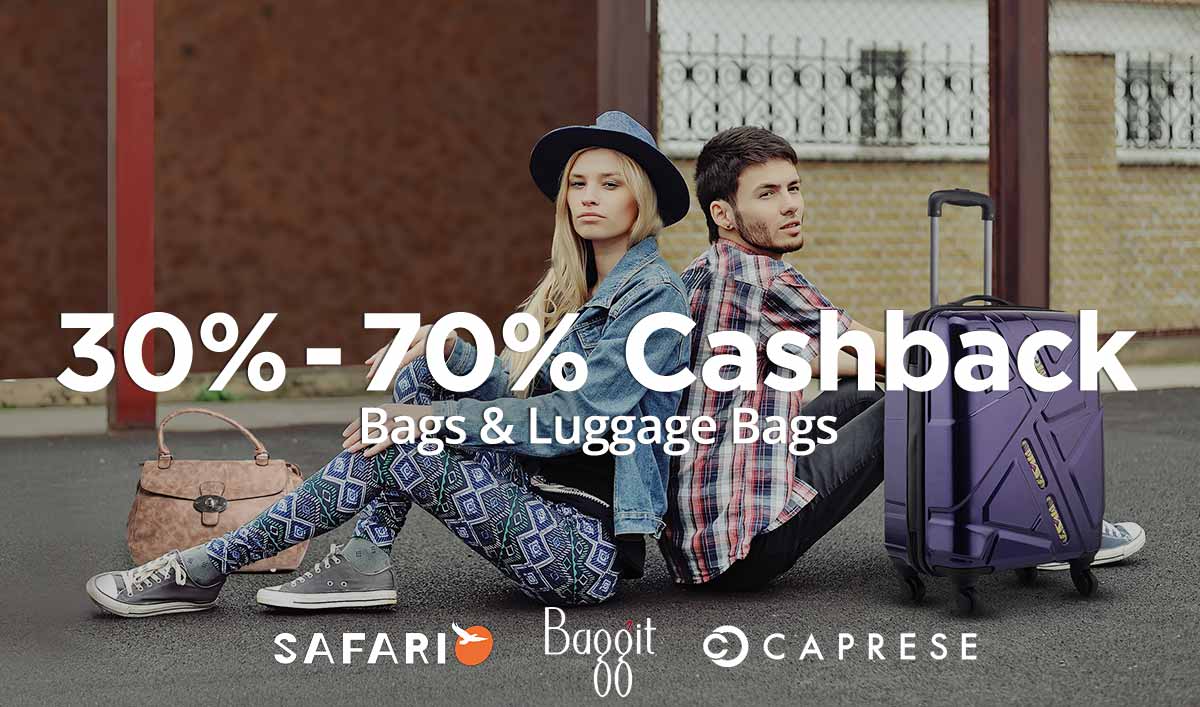 30% - 70% Cashback
Bags & Luggage Bags
SAFARI
Baggit
CAPRESE